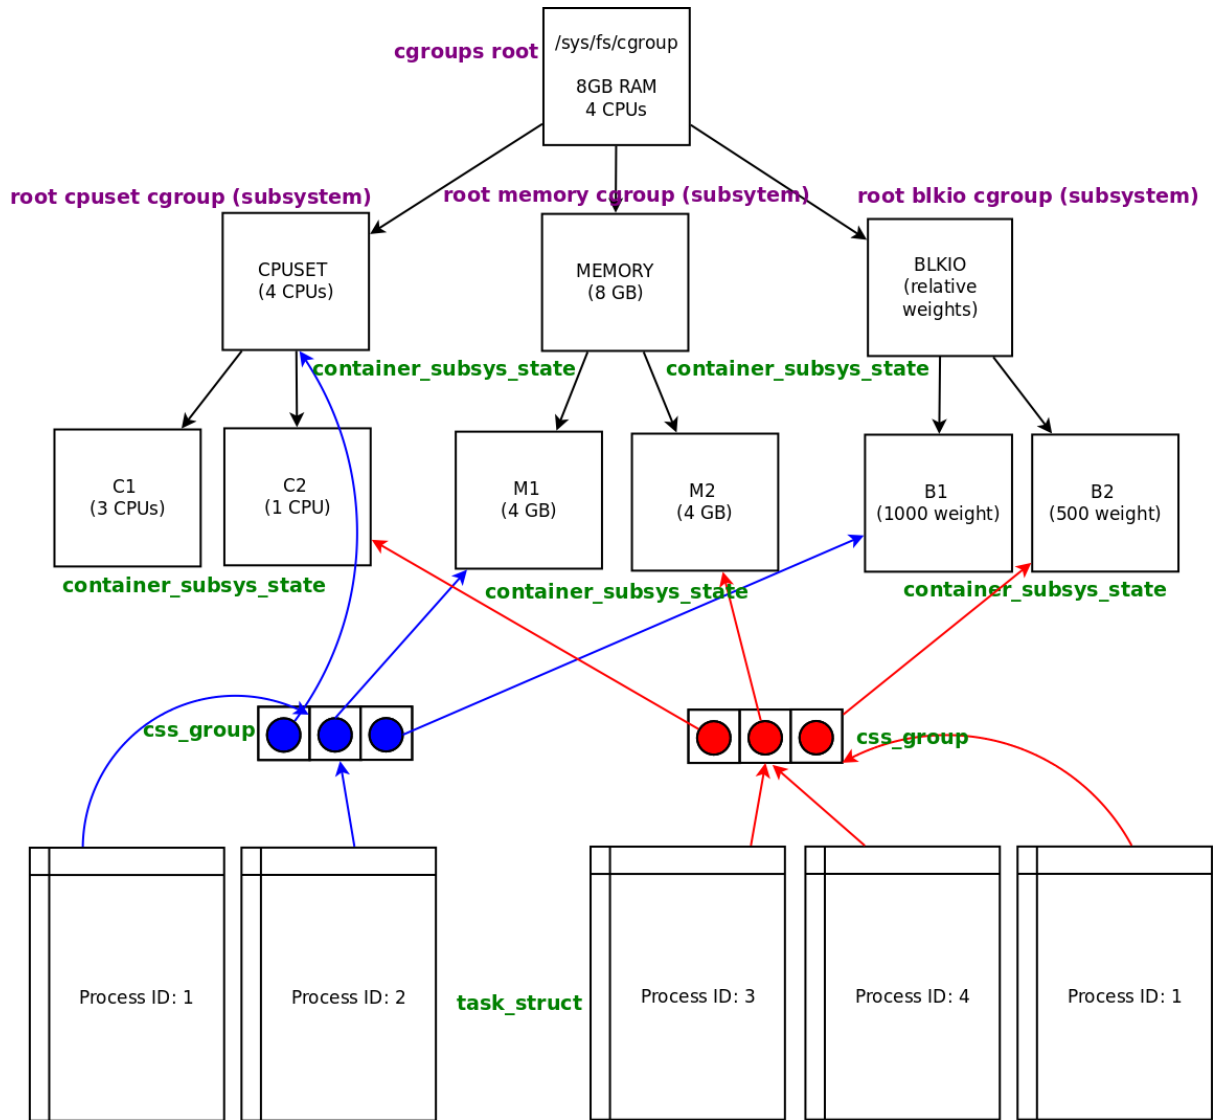 /sys/fs/cgroup
cgroups root
8GB RAM
4 CPUs
root cpuset cgroup (subsystem)
root memory cgroup (subsytem)
root blkio cgroup (subsystem)
CPUSET
(4 CPUs)
MEMORY
(8 GB)
BLKIO
(relative
weights)
container_subsys_state
container_subsys_state
C1
(3 CPUs)
C2
(1 CPU)
M1
(4 GB)
M2
(4 GB)
B1
(1000 weight)
B2
(500 weight)
container_subsys_state
container_subsys_state
container_subsys_state
css_group
css_group
Process ID: 1
Process ID: 2
task_struct
Process ID: 3
Process ID: 4
Process ID: 1